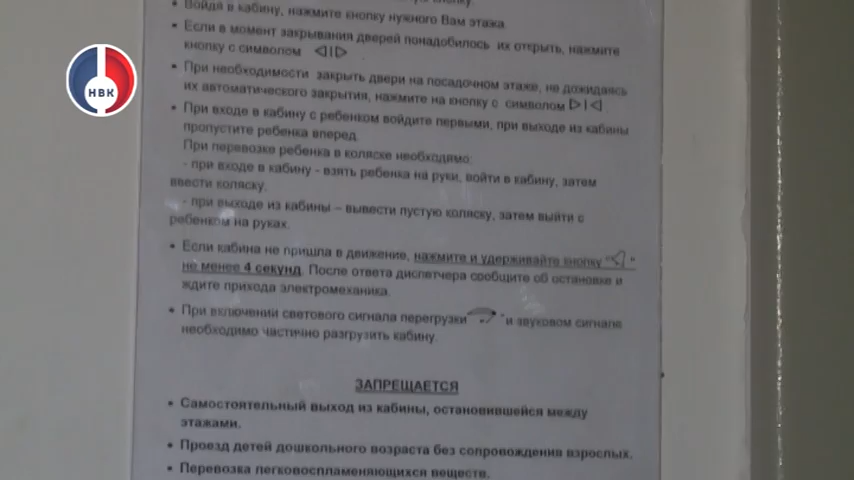 кнопку.
• Войдя в кабину, нажмите кнопку нужного Вам этажа
• Если в момент закрывания дверей понадобилось их открыть, нажмите
кнопку с символом ◁|▷
• При необходимости закрыть двери на посадочном этаже, не дожидаясь
их автоматического закрытия, нажмите на кнопку с символом ▷|◁
• При входе в кабину с ребенком войдите первыми, при выходе из кабины
пропустите ребенка вперед.
При перевозке ребенка в коляске необходимо:
- при входе в кабину - взять ребенка на руки, войти в кабину, затем
ввести коляску.
- при выходе из кабины – вывести пустую коляску, затем выйти с
ребенком на руках.
• Если кабина не пришла в движение, нажмите и удерживайте кнопку " "
не менее 4 секунд. После ответа диспетчера сообщите об остановке и
ждите прихода электромеханика.
• При включении светового сигнала перегрузки " " и звуковом сигнале
необходимо частично разгрузить кабину.
ЗАПРЕЩАЕТСЯ
• Самостоятельный выход из кабины, остановившейся между
этажами.
• Проезд детей дошкольного возраста без сопровождения взрослых.
• Перевозка легковоспламеняющихся веществ.
НВК